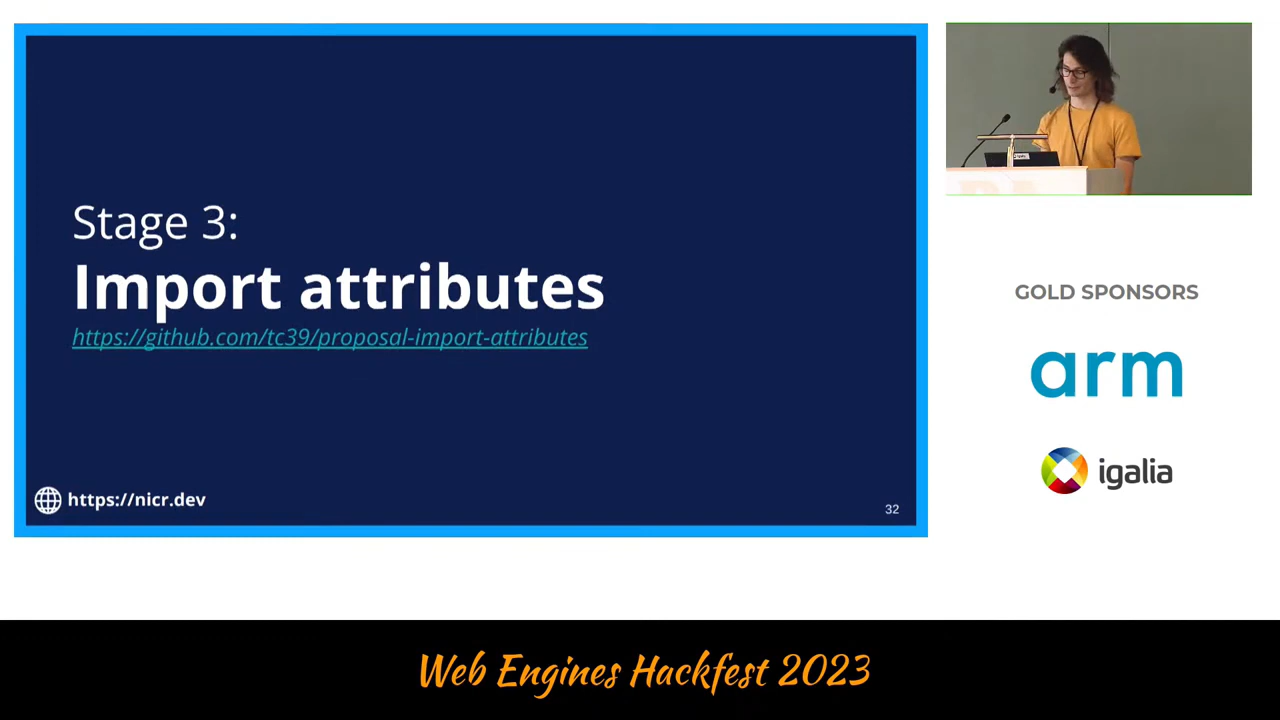 Stage 3:
Import attributes
https://github.com/tc39/proposal-import-attributes
https://nicr.dev
32
GOLD SPONSORS
arm
igalia
Web Engines Hackfest 2023